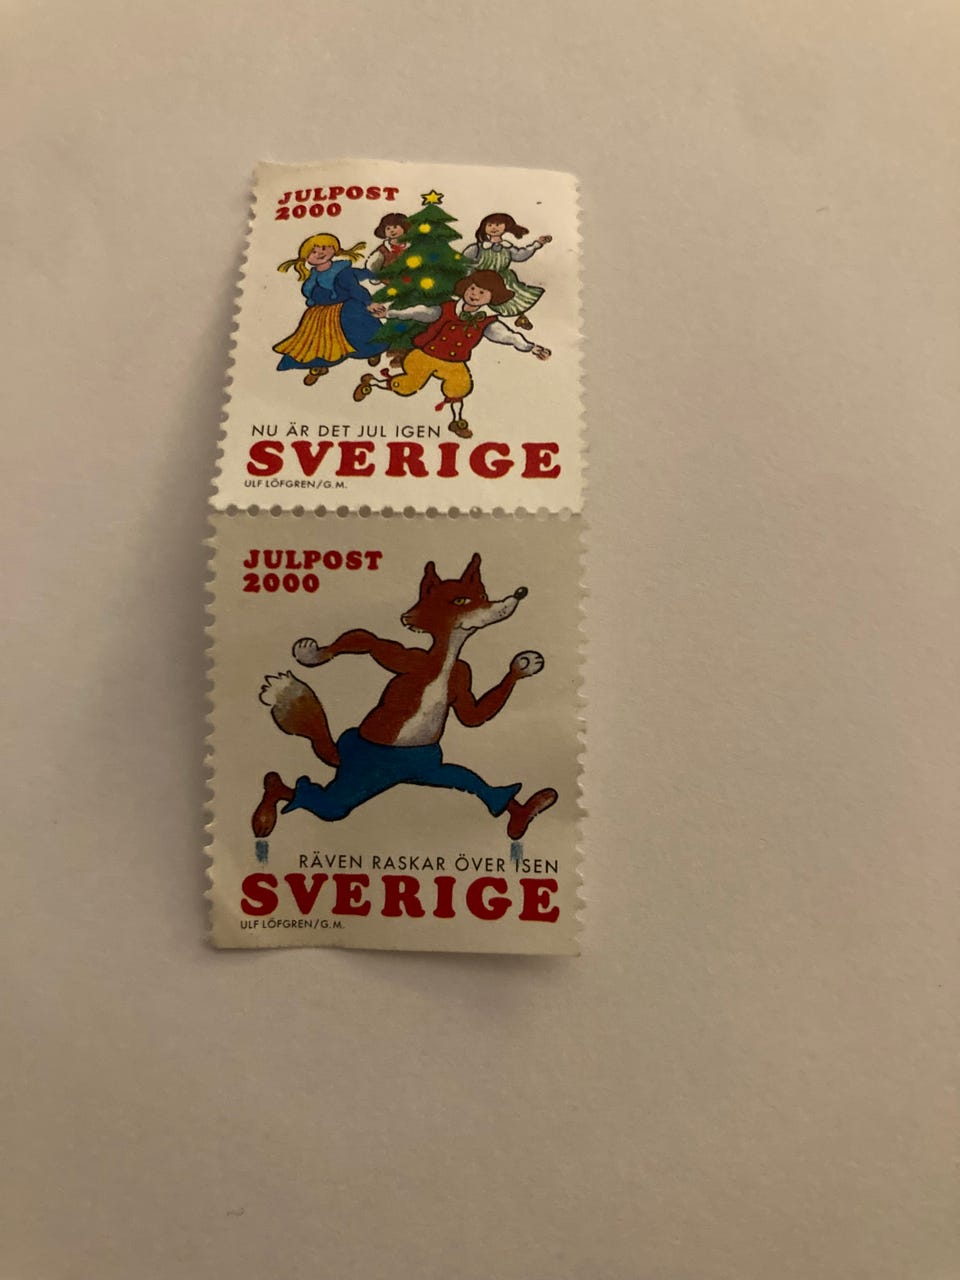 JULPOST
2000
NU ÄR DET JUL IGEN
SVERIGE
ULF LÖFGREN/G.M.
JULPOST
2000
RÄVEN RASKAR ÖVER ISEN
SVERIGE
ULF LÖFGREN/G.M.